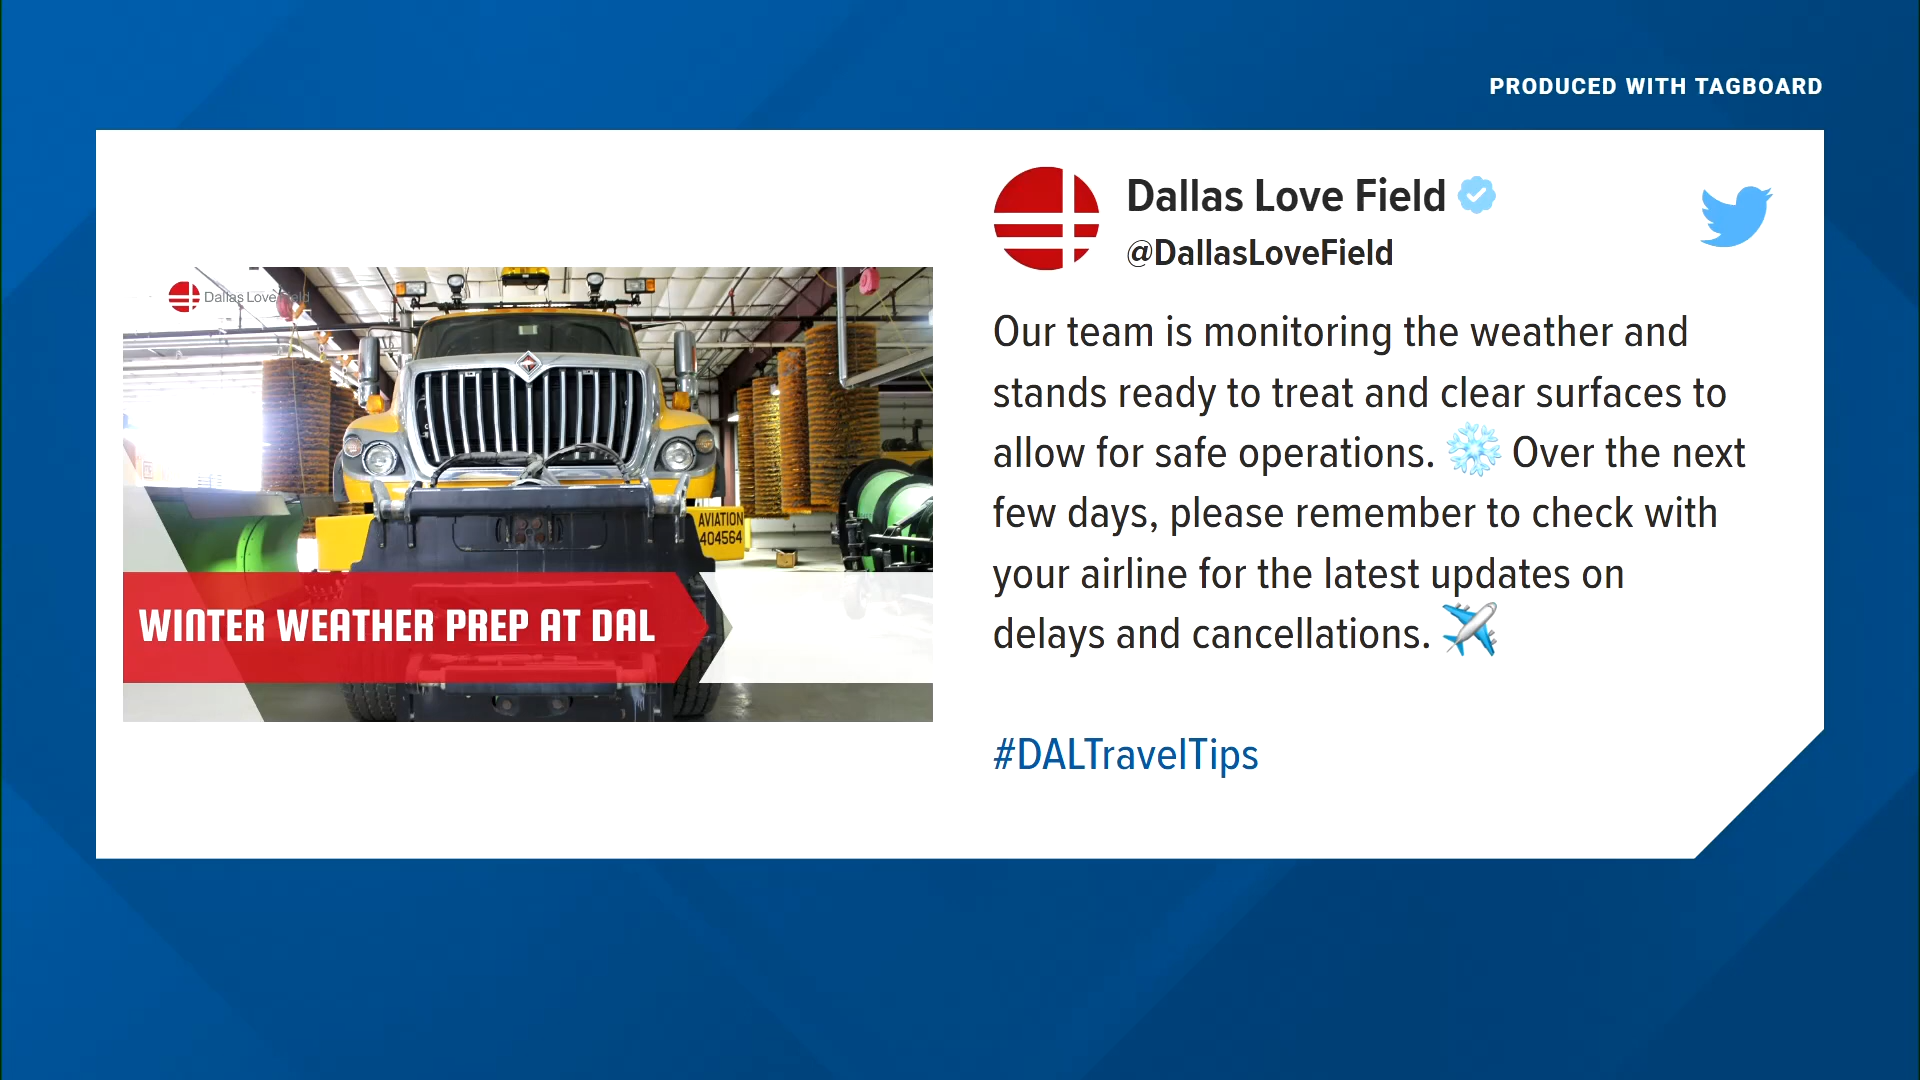 PRODUCED WITH TAGBOARD
Dallas Love Field
AVIATION
404564
WINTER WEATHER PREP AT DAL
Dallas Love Field
@DallasLoveField
Our team is monitoring the weather and
stands ready to treat and clear surfaces to
allow for safe operations. ❄️ Over the next
few days, please remember to check with
your airline for the latest updates on
delays and cancellations. ✈️
#DALTravelTips